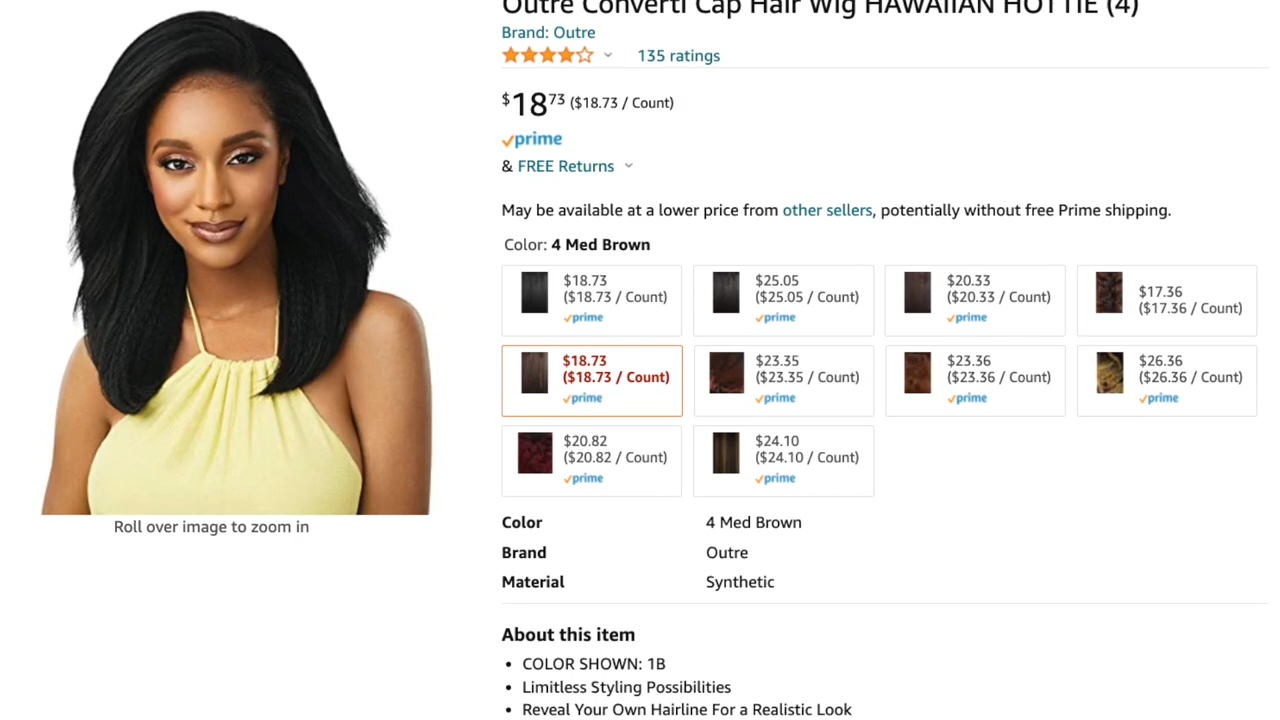 Outre Converti Cap Hair Wig HAWAIIAN HOTTIE (4)
Brand: Outre
135 ratings
$18 73 ($18.73 / Count)
prime
& FREE Returns
May be available at a lower price from other sellers, potentially without free Prime shipping.
Color: 4 Med Brown
$18.73
($18.73 / Count)
prime
$25.05
($25.05 / Count)
prime
$20.33
($20.33 / Count)
prime
$17.36
($17.36 / Count)
$18.73
($18.73 / Count)
prime
$23.35
($23.35 / Count)
prime
$23.36
($23.36 / Count)
prime
$26.36
($26.36 / Count)
prime
$20.82
($20.82 / Count)
prime
$24.10
($24.10 / Count)
prime
Roll over image to zoom in
Color 4 Med Brown
Brand Outre
Material Synthetic
About this item
• COLOR SHOWN: 1B
• Limitless Styling Possibilities
• Reveal Your Own Hairline For a Realistic Look